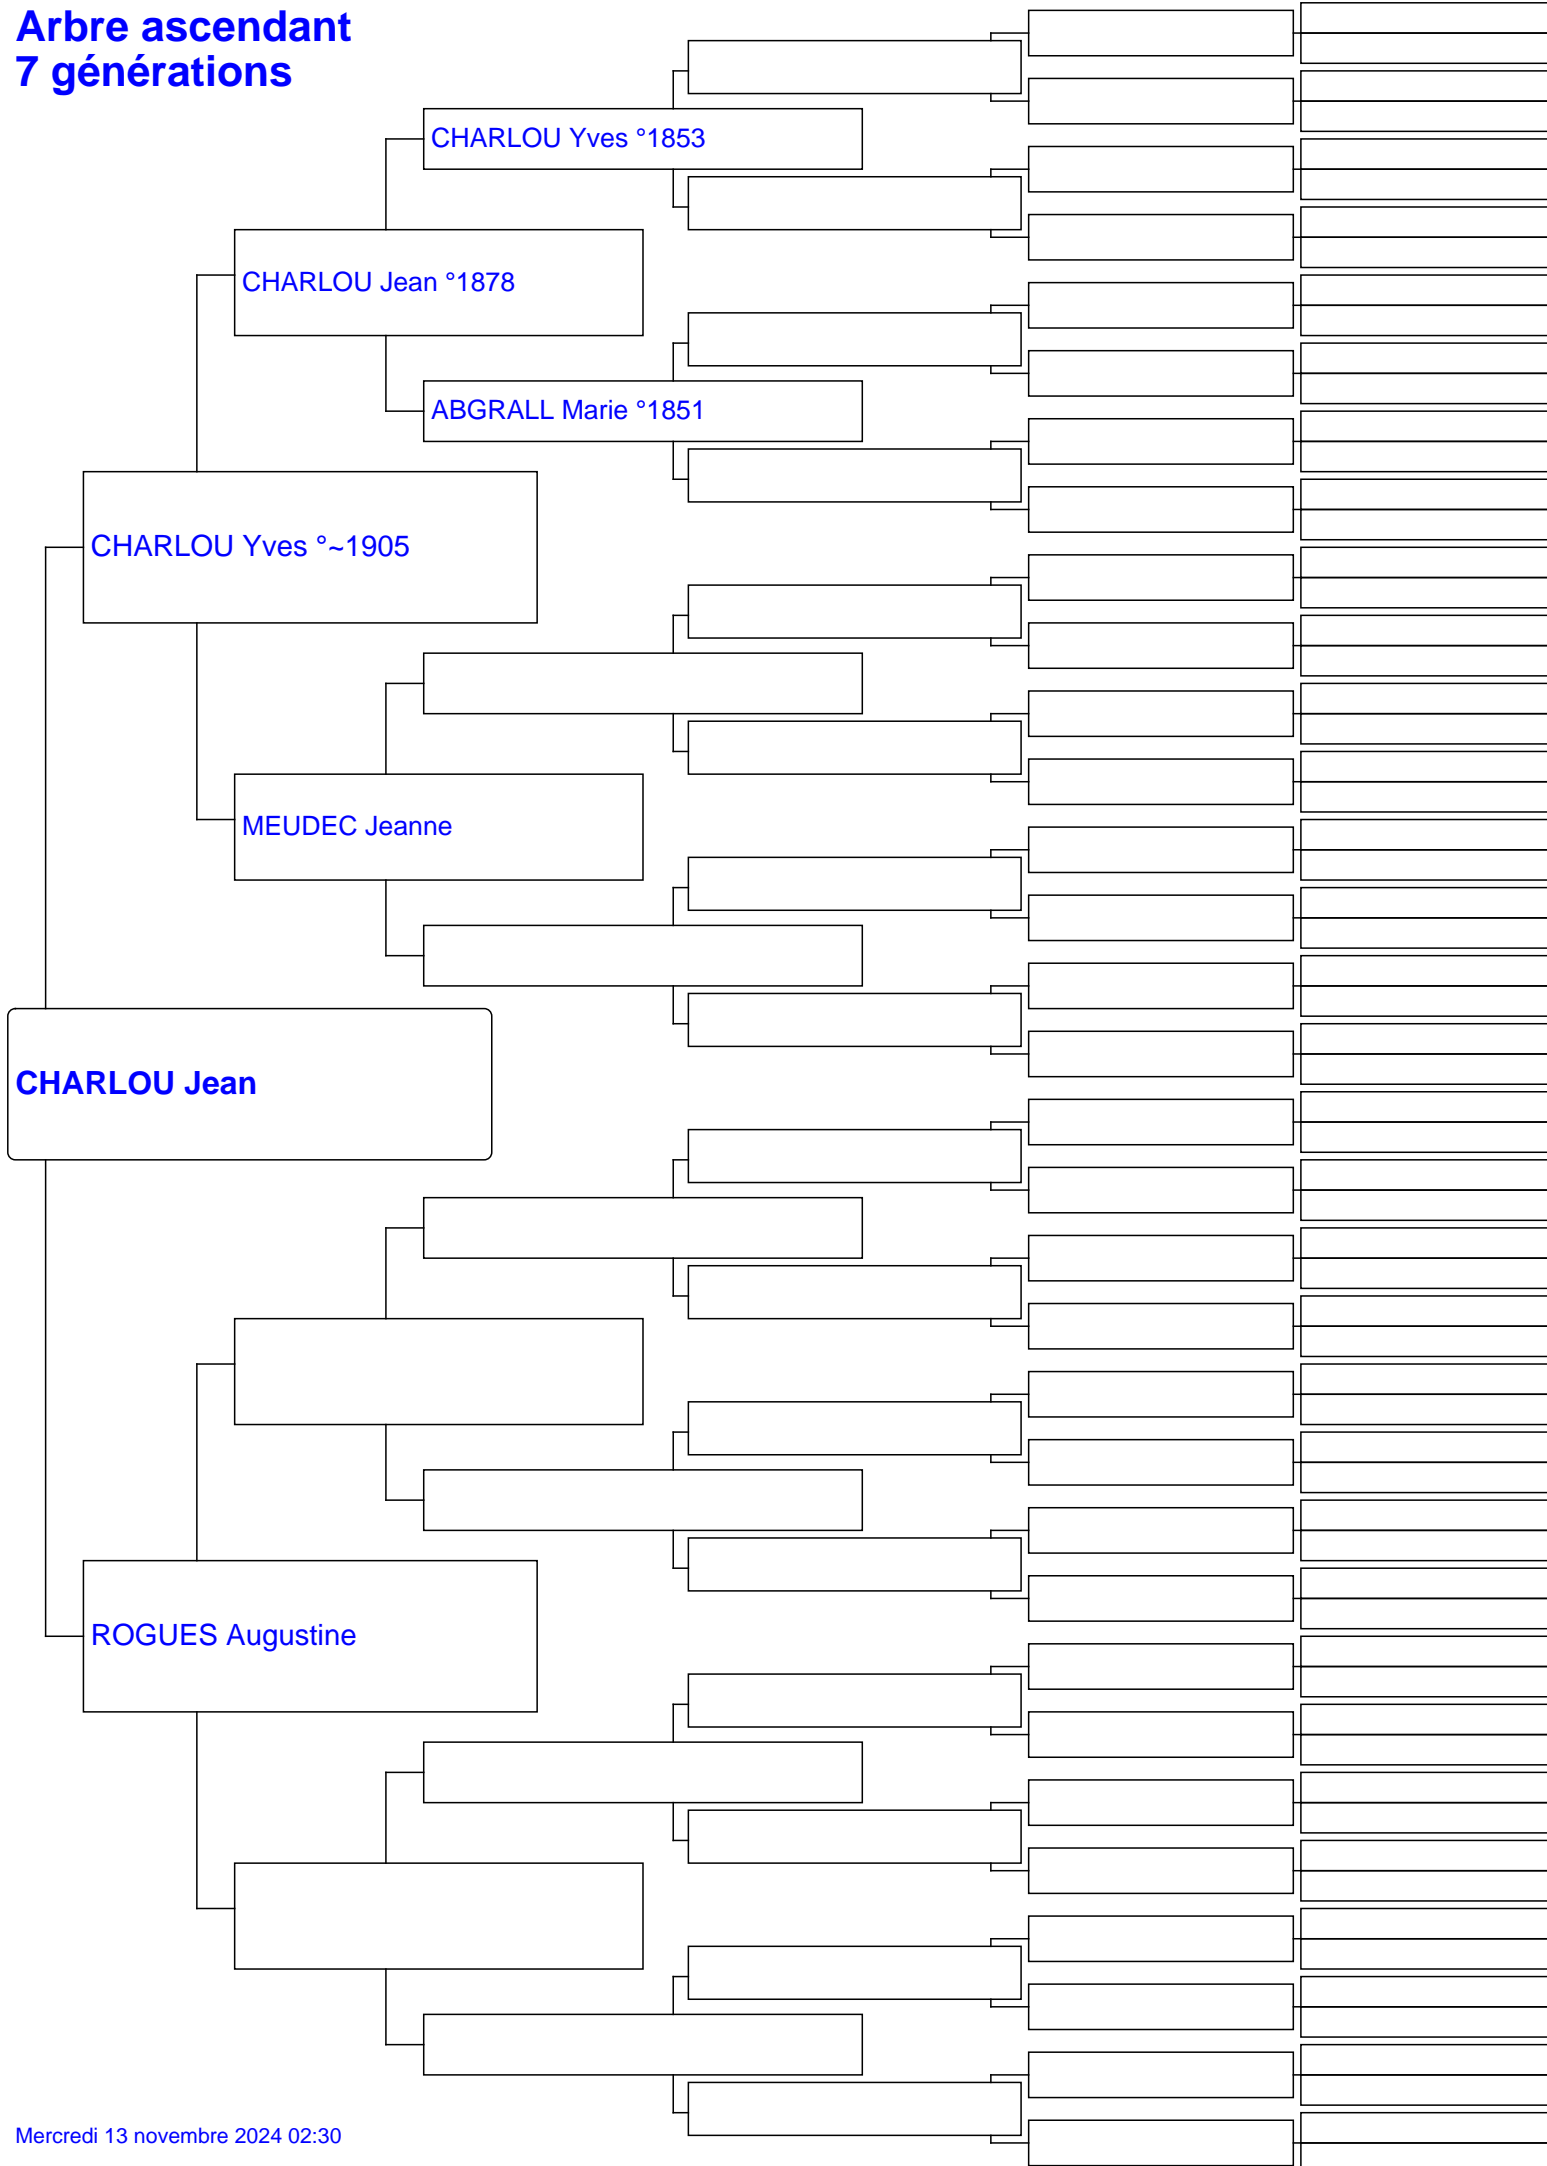 Arbre ascendant
7 générations
CHARLOU Yves °1853
CHARLOU Jean °1878
ABGRALL Marie °1851
CHARLOU Yves °~1905
MEUDEC Jeanne
CHARLOU Jean
ROGUES Augustine
Mercredi 13 novembre 2024 02:30